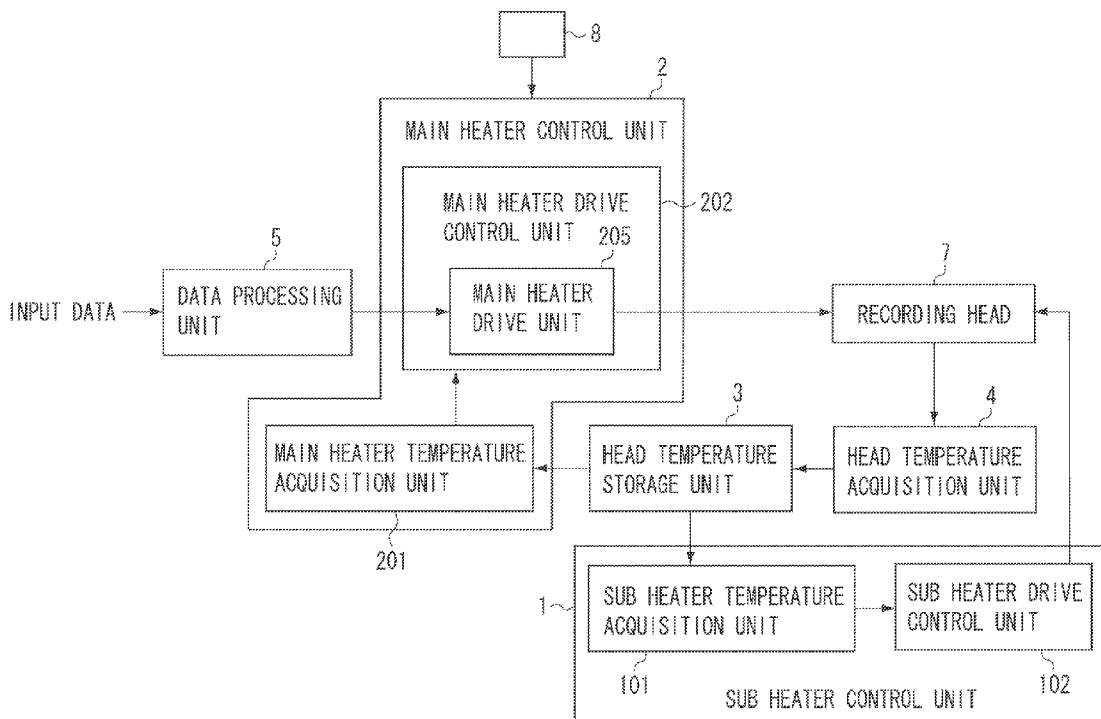 8
2
MAIN HEATER CONTROL UNIT
MAIN HEATER DRIVE
CONTROL UNIT
202
205
5
7
INPUT DATA
DATA PROCESSING
UNIT
MAIN HEATER
DRIVE UNIT
RECORDING HEAD
3
4
MAIN HEATER TEMPERATURE
ACQUISITION UNIT
HEAD TEMPERATURE
STORAGE UNIT
HEAD TEMPERATURE
ACQUISITION UNIT
201
1
SUB HEATER TEMPERATURE
ACQUISITION UNIT
SUB HEATER DRIVE
CONTROL UNIT
101
102
SUB HEATER CONTROL UNIT